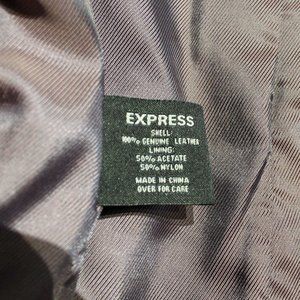 EXPRESS
SHELL:
100% GENUINE LEATHER
LINING:
50% ACETATE
50% NYLON
MADE IN CHINA
OVER FOR CARE